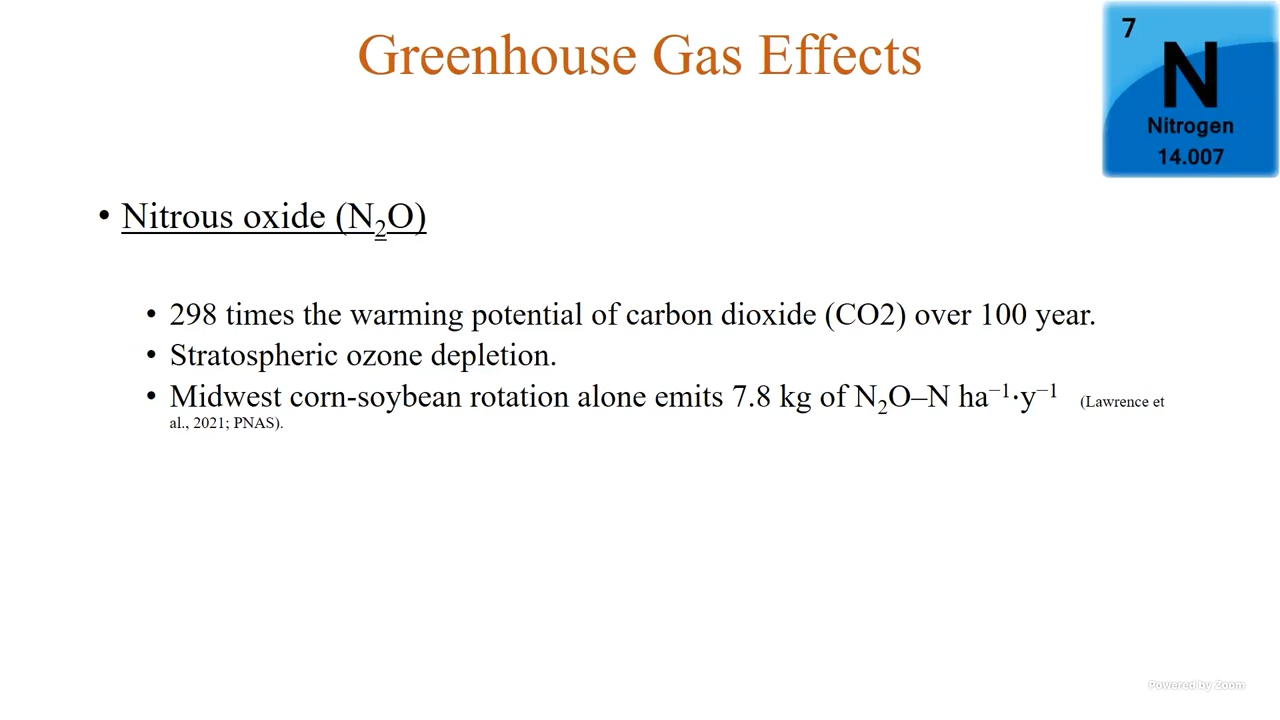 Greenhouse Gas Effects
7
N
Nitrogen
14.007
• Nitrous oxide (N₂O)
• 298 times the warming potential of carbon dioxide (CO2) over 100 year.
• Stratospheric ozone depletion.
• Midwest corn-soybean rotation alone emits 7.8 kg of N₂O–N ha⁻¹·y⁻¹ (Lawrence et
al., 2021; PNAS).
Powered by Zoom